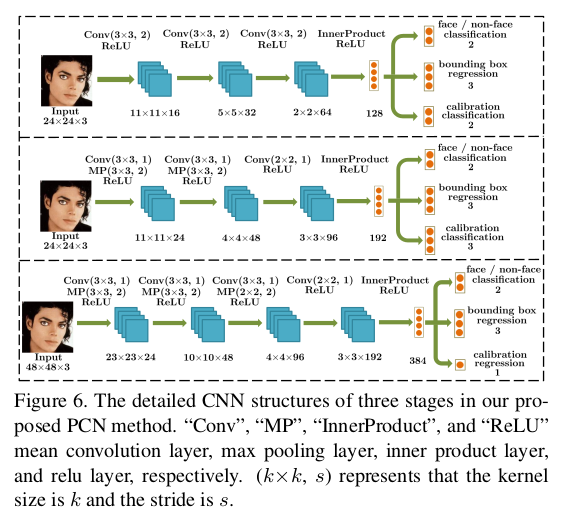 Conv(3×3, 2) Conv(3×3, 2) Conv(3×3, 2) InnerProduct
ReLU ReLU ReLU ReLU
face / non-face
classification
2
bounding box
regression
3
calibration
classification
2
Input
24×24×3
11×11×16 5×5×32 2×2×64 128
Conv(3×3, 1) Conv(3×3, 1) Conv(2×2, 1) InnerProduct
MP(3×3, 2) MP(3×3, 2) ReLU ReLU
ReLU ReLU
face / non-face
classification
2
bounding box
regression
3
calibration
classification
3
Input
24×24×3
11×11×24 4×4×48 3×3×96 192
Conv(3×3, 1) Conv(3×3, 1) Conv(3×3, 1) Conv(2×2, 1) InnerProduct
MP(3×3, 2) MP(3×3, 2) MP(2×2, 2) ReLU ReLU
ReLU ReLU ReLU
face / non-face
classification
2
bounding box
regression
3
calibration
regression
1
Input
48×48×3
23×23×24 10×10×48 4×4×96 3×3×192 384
Figure 6. The detailed CNN structures of three stages in our pro-
posed PCN method. “Conv”, “MP”, “InnerProduct”, and “ReLU”
mean convolution layer, max pooling layer, inner product layer,
and relu layer, respectively. (k×k, s) represents that the kernel
size is k and the stride is s.